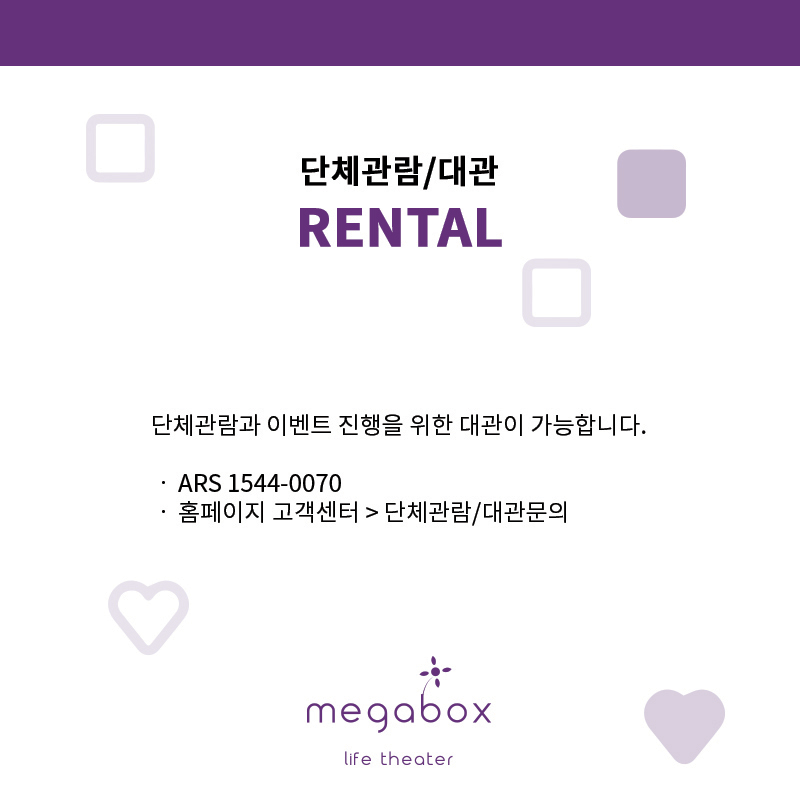 단체관람/대관
RENTAL
단체관람과 이벤트 진행을 위한 대관이 가능합니다.
· ARS 1544-0070
· 홈페이지 고객센터 > 단체관람/대관문의
megabox
life theater